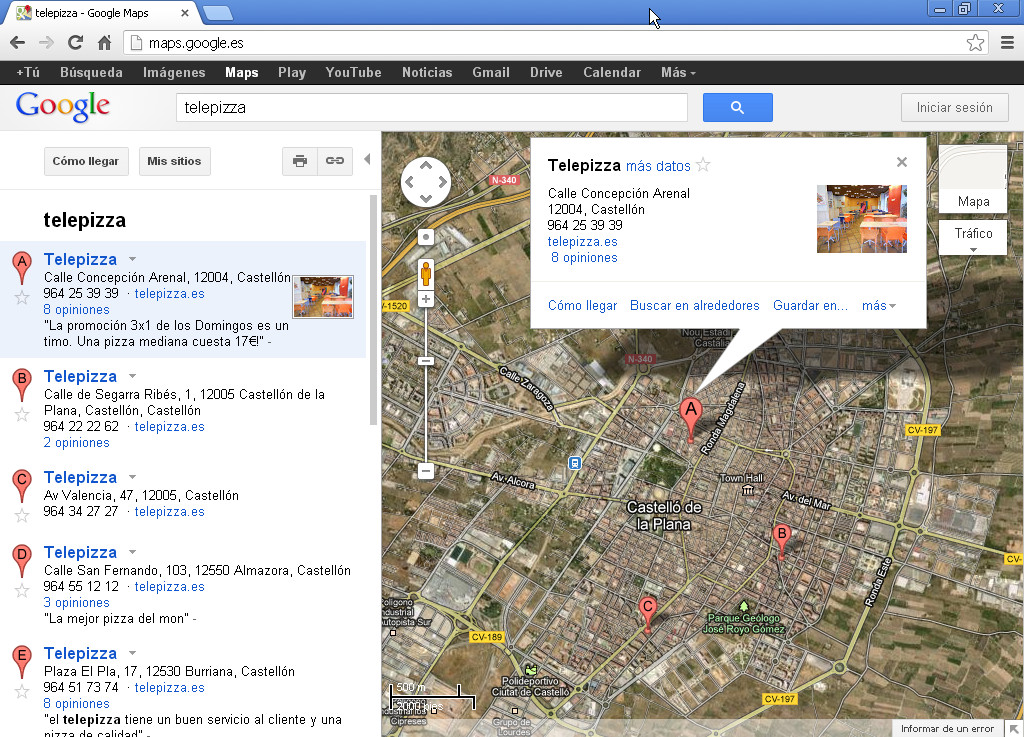 telepizza - Google Maps
maps.google.es
+Tú Búsqueda Imágenes Maps Play YouTube Noticias Gmail Drive Calendar Más
Google
telepizza
Iniciar sesión
Cómo llegar
Mis sitios
telepizza
A
Telepizza
Calle Concepción Arenal, 12004, Castellón
964 25 39 39 · telepizza.es
8 opiniones
"La promoción 3x1 de los Domingos es un
timo. Una pizza mediana cuesta 17€!" -
B
Telepizza
Calle de Segarra Ribés, 1, 12005 Castellón de la
Plana, Castellón, Castellón
964 22 22 62 · telepizza.es
2 opiniones
C
Telepizza
Av Valencia, 47, 12005, Castellón
964 34 27 27 · telepizza.es
D
Telepizza
Calle San Fernando, 103, 12550 Almazora, Castellón
964 55 12 12 · telepizza.es
3 opiniones
"La mejor pizza del mon" -
E
Telepizza
Plaza El Pla, 17, 12530 Burriana, Castellón
964 51 73 74 · telepizza.es
8 opiniones
"el telepizza tiene un buen servicio al cliente y una
pizza de calidad" -
Telepizza más datos
Calle Concepción Arenal
12004, Castellón
964 25 39 39
telepizza.es
8 opiniones
Cómo llegar Buscar en alrededores Guardar en... más
Mapa
Tráfico
N-340
CV-1520
Nou Estadi
Castalia
N-340
Calle Zaragoza
A
Ronda Magdalena
CV-197
Av. Alcora
Town Hall
Av. del Mar
Castelló de
la Plana
B
CV-
Ronda Este
C
Polígono
Industrial
Autopista Sur
Parque Geólogo
José Royo Gómez
CV-189
Polideportivo
Ciutat de Castelló
CV-197
500 m
2000 pies
Cipreses
Grupo de
Lourdes
Informar de un error